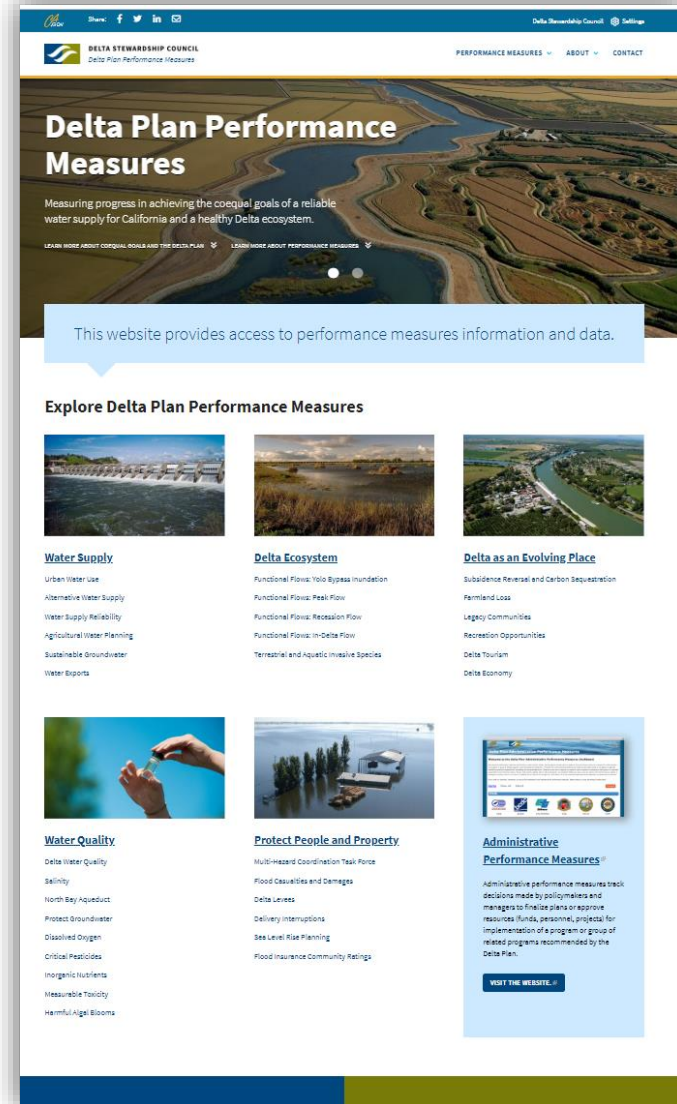 CA.GOV
Share:
Delta Stewardship Council Settings
DELTA STEWARDSHIP COUNCIL
Delta Plan Performance Measures
PERFORMANCE MEASURES ABOUT CONTACT
Delta Plan Performance
Measures
Measuring progress in achieving the coequal goals of a reliable
water supply for California and a healthy Delta ecosystem.
LEARN MORE ABOUT COEQUAL GOALS AND THE DELTA PLAN LEARN MORE ABOUT PERFORMANCE MEASURES
This website provides access to performance measures information and data.
Explore Delta Plan Performance Measures
Water Supply
Urban Water Use
Alternative Water Supply
Water Supply Reliability
Agricultural Water Planning
Sustainable Groundwater
Water Exports
Delta Ecosystem
Functional Flows: Yolo Bypass Inundation
Functional Flows: Peak Flow
Functional Flows: Recession Flow
Functional Flows: In-Delta Flow
Terrestrial and Aquatic Invasive Species
Delta as an Evolving Place
Subsidence Reversal and Carbon Sequestration
Farmland Loss
Legacy Communities
Recreation Opportunities
Delta Tourism
Delta Economy
Water Quality
Delta Water Quality
Salinity
North Bay Aqueduct
Protect Groundwater
Dissolved Oxygen
Critical Pesticides
Inorganic Nutrients
Measurable Toxicity
Harmful Algal Blooms
Protect People and Property
Multi-Hazard Coordination Task Force
Flood Casualties and Damages
Delta Levees
Delivery Interruptions
Sea Level Rise Planning
Flood Insurance Community Ratings
Administrative
Performance Measures
Administrative performance measures track
decisions made by policymakers and
managers to finalize plans or approve
resources (funds, personnel, projects) for
implementation of a program or group of
related programs recommended by the
Delta Plan.
VISIT THE WEBSITE.